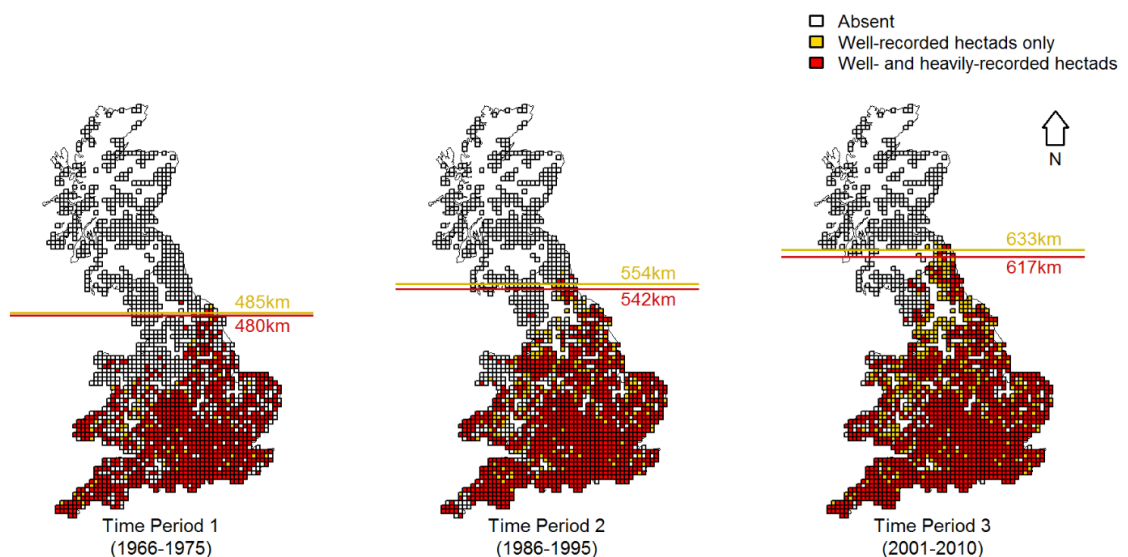 Absent
Well-recorded hectads only
Well- and heavily-recorded hectads
N
485km
480km
554km
542km
633km
617km
Time Period 1
(1966-1975)
Time Period 2
(1986-1995)
Time Period 3
(2001-2010)